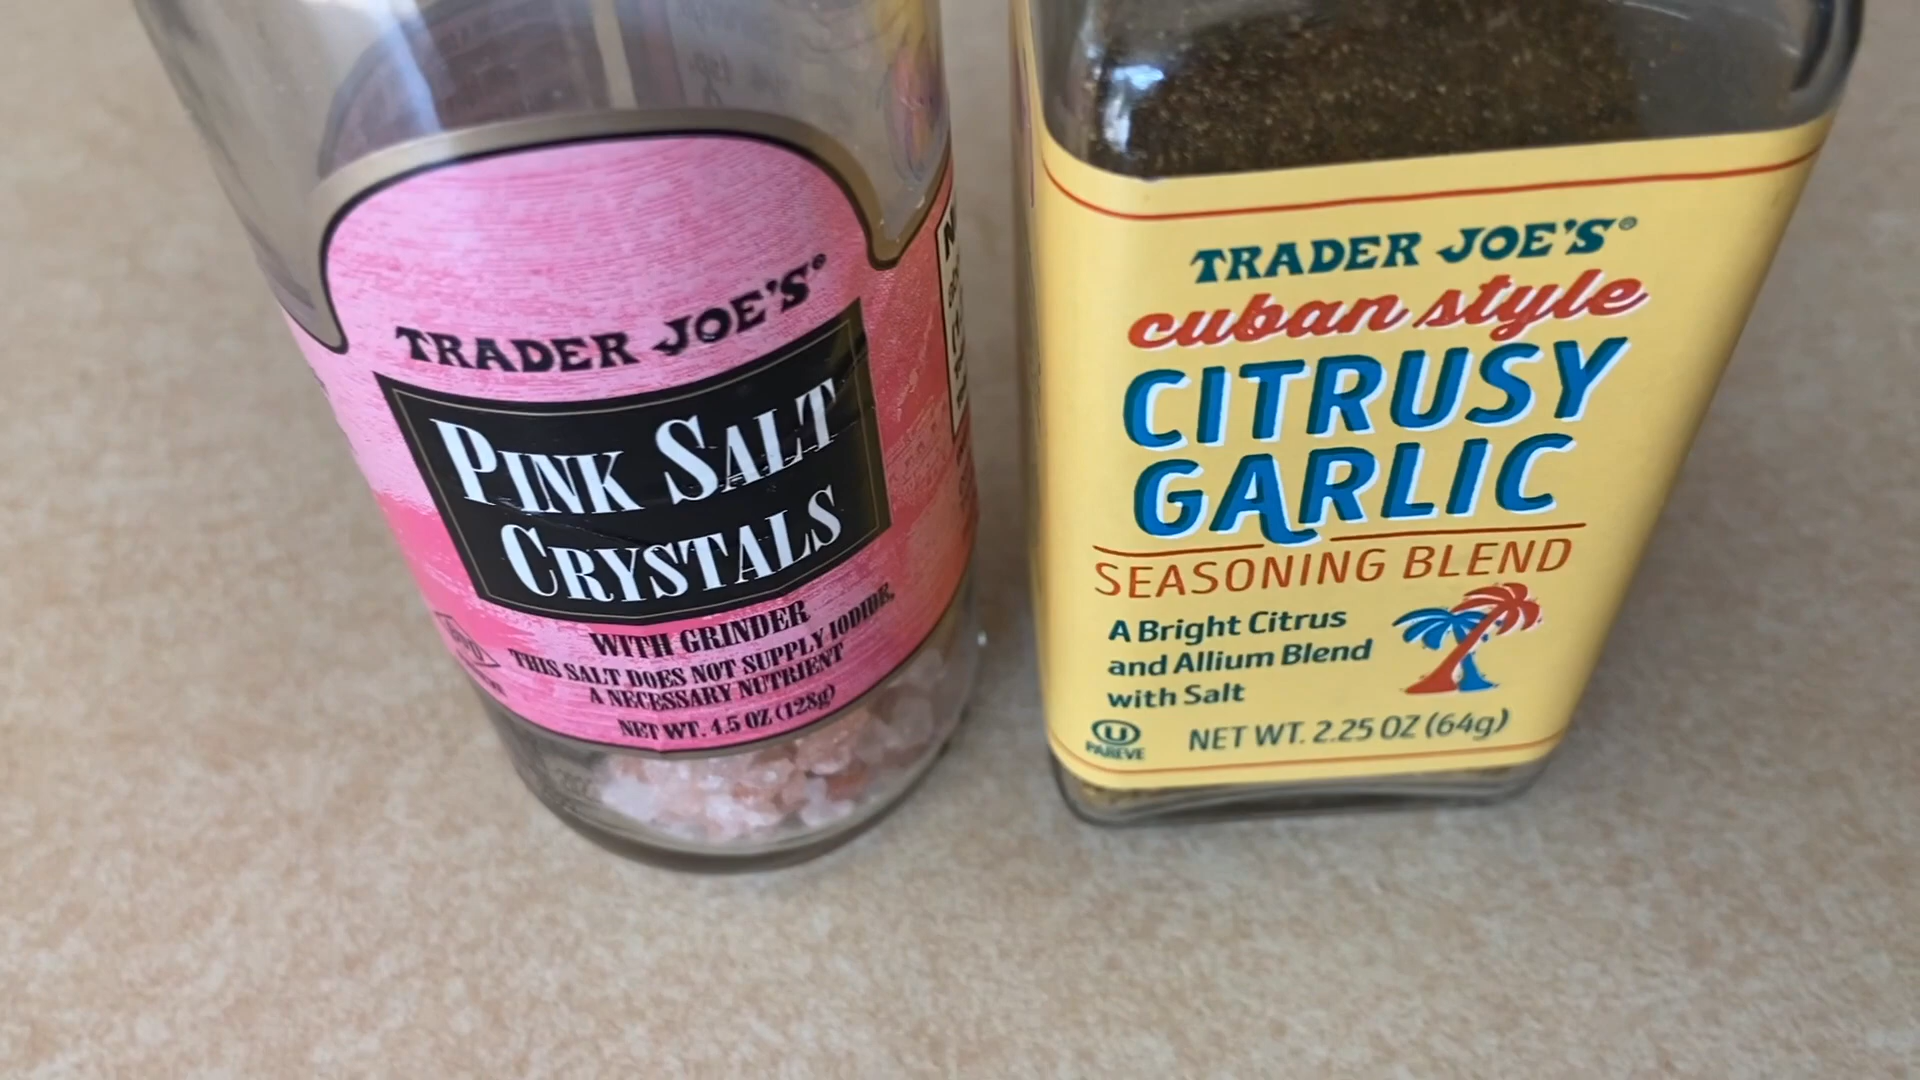 TRADER JOE'S®
PINK SALT
CRYSTALS
WITH GRINDER
THIS SALT DOES NOT SUPPLY IODIDE,
A NECESSARY NUTRIENT
NET WT. 4.5 OZ (128g)
TRADER JOE'S®
cuban style
CITRUSY
GARLIC
SEASONING BLEND
A Bright Citrus
and Allium Blend
with Salt
U
PAREVE
NET WT. 2.25 OZ (64g)